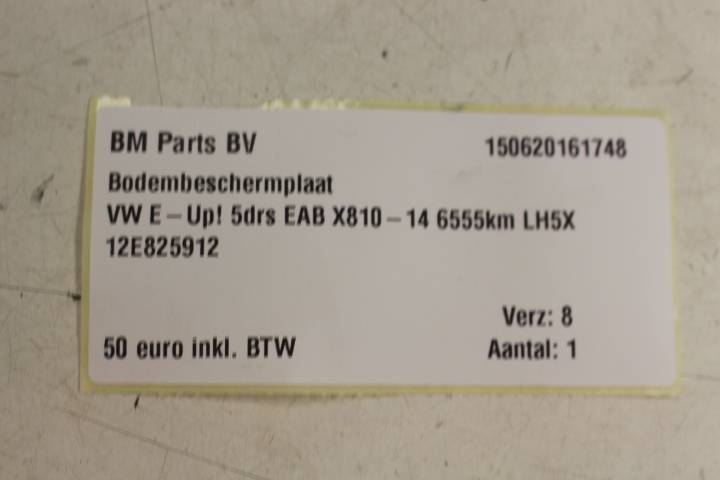 BM Parts BV 150620161748
Bodembeschermplaat
VW E-Up! 5drs EAB X810-14 6555km LH5X
12E825912
Verz: 8
50 euro inkl. BTW Aantal: 1